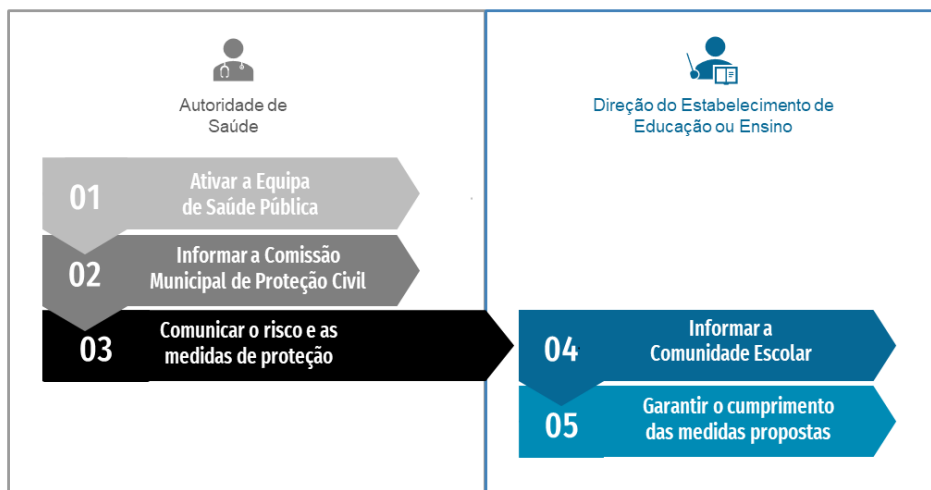 Autoridade de
Saúde
Direção do Estabelecimento de
Educação ou Ensino
01
Ativar a Equipa
de Saúde Pública
02
Informar a Comissão
Municipal de Proteção Civil
03
Comunicar o risco e as
medidas de proteção
04
Informar a
Comunidade Escolar
05
Garantir o cumprimento
das medidas propostas